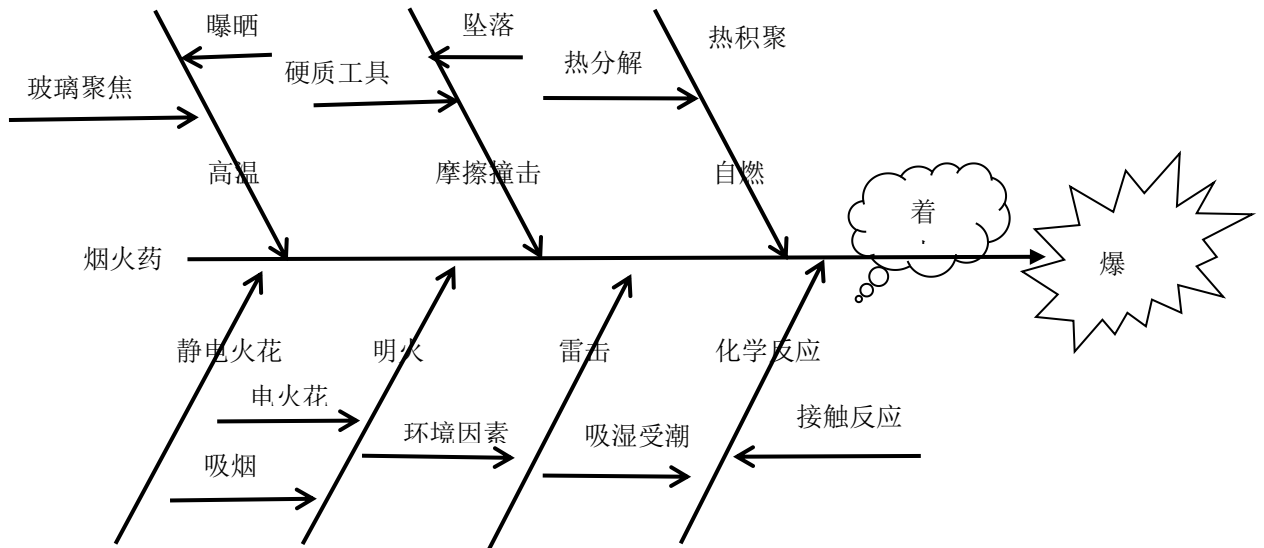 曝晒
坠落
热积聚
玻璃聚焦
硬质工具
热分解
高温
摩擦撞击
自燃
着
烟火药
爆
静电火花
明火
雷击
化学反应
电火花
环境因素
吸湿受潮
接触反应
吸烟